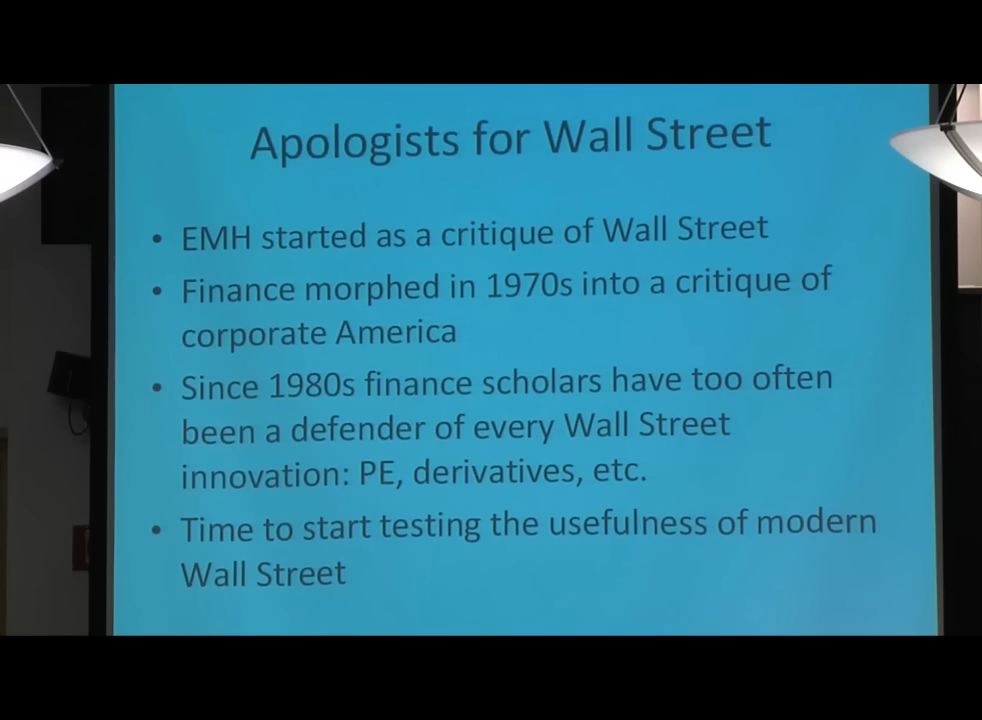 Apologists for Wall Street
• EMH started as a critique of Wall Street
• Finance morphed in 1970s into a critique of
corporate America
• Since 1980s finance scholars have too often
been a defender of every Wall Street
innovation: PE, derivatives, etc.
• Time to start testing the usefulness of modern
Wall Street